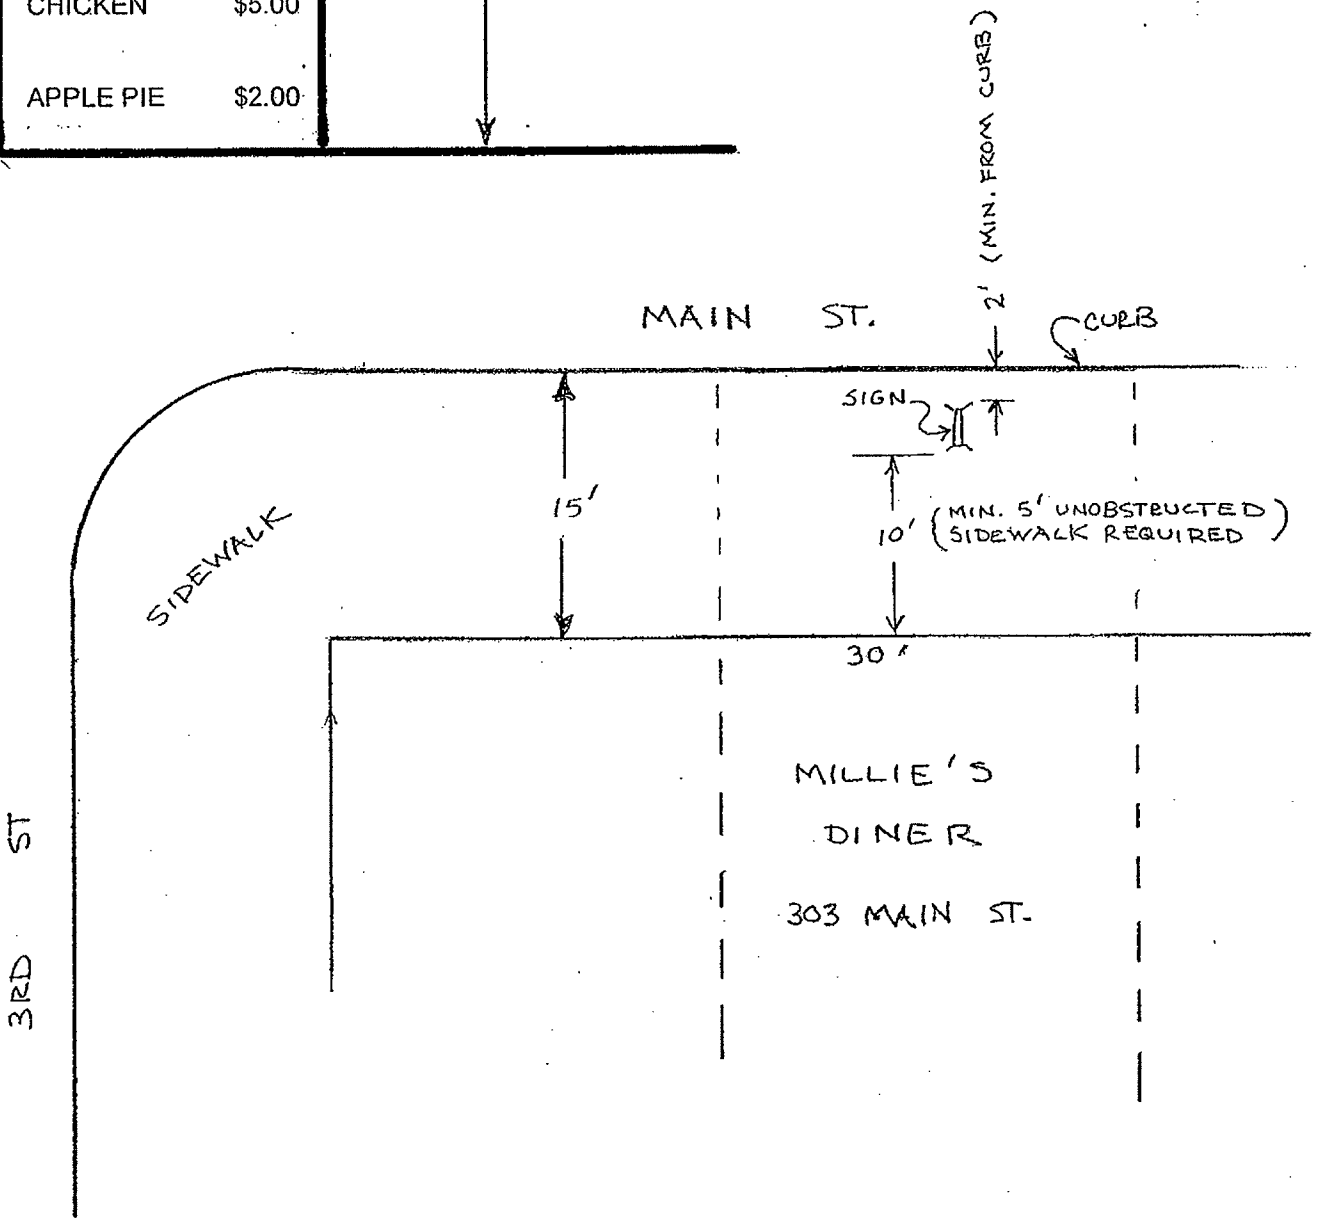 CHICKEN $5.00
APPLE PIE $2.00
2' (MIN. FROM CURB)
MAIN ST.
CURB
SIGN
15'
10' (MIN. 5' UNOBSTRUCTED
SIDEWALK REQUIRED)
SIDEWALK
30'
MILLIE'S
DINER
303 MAIN ST.
3RD ST